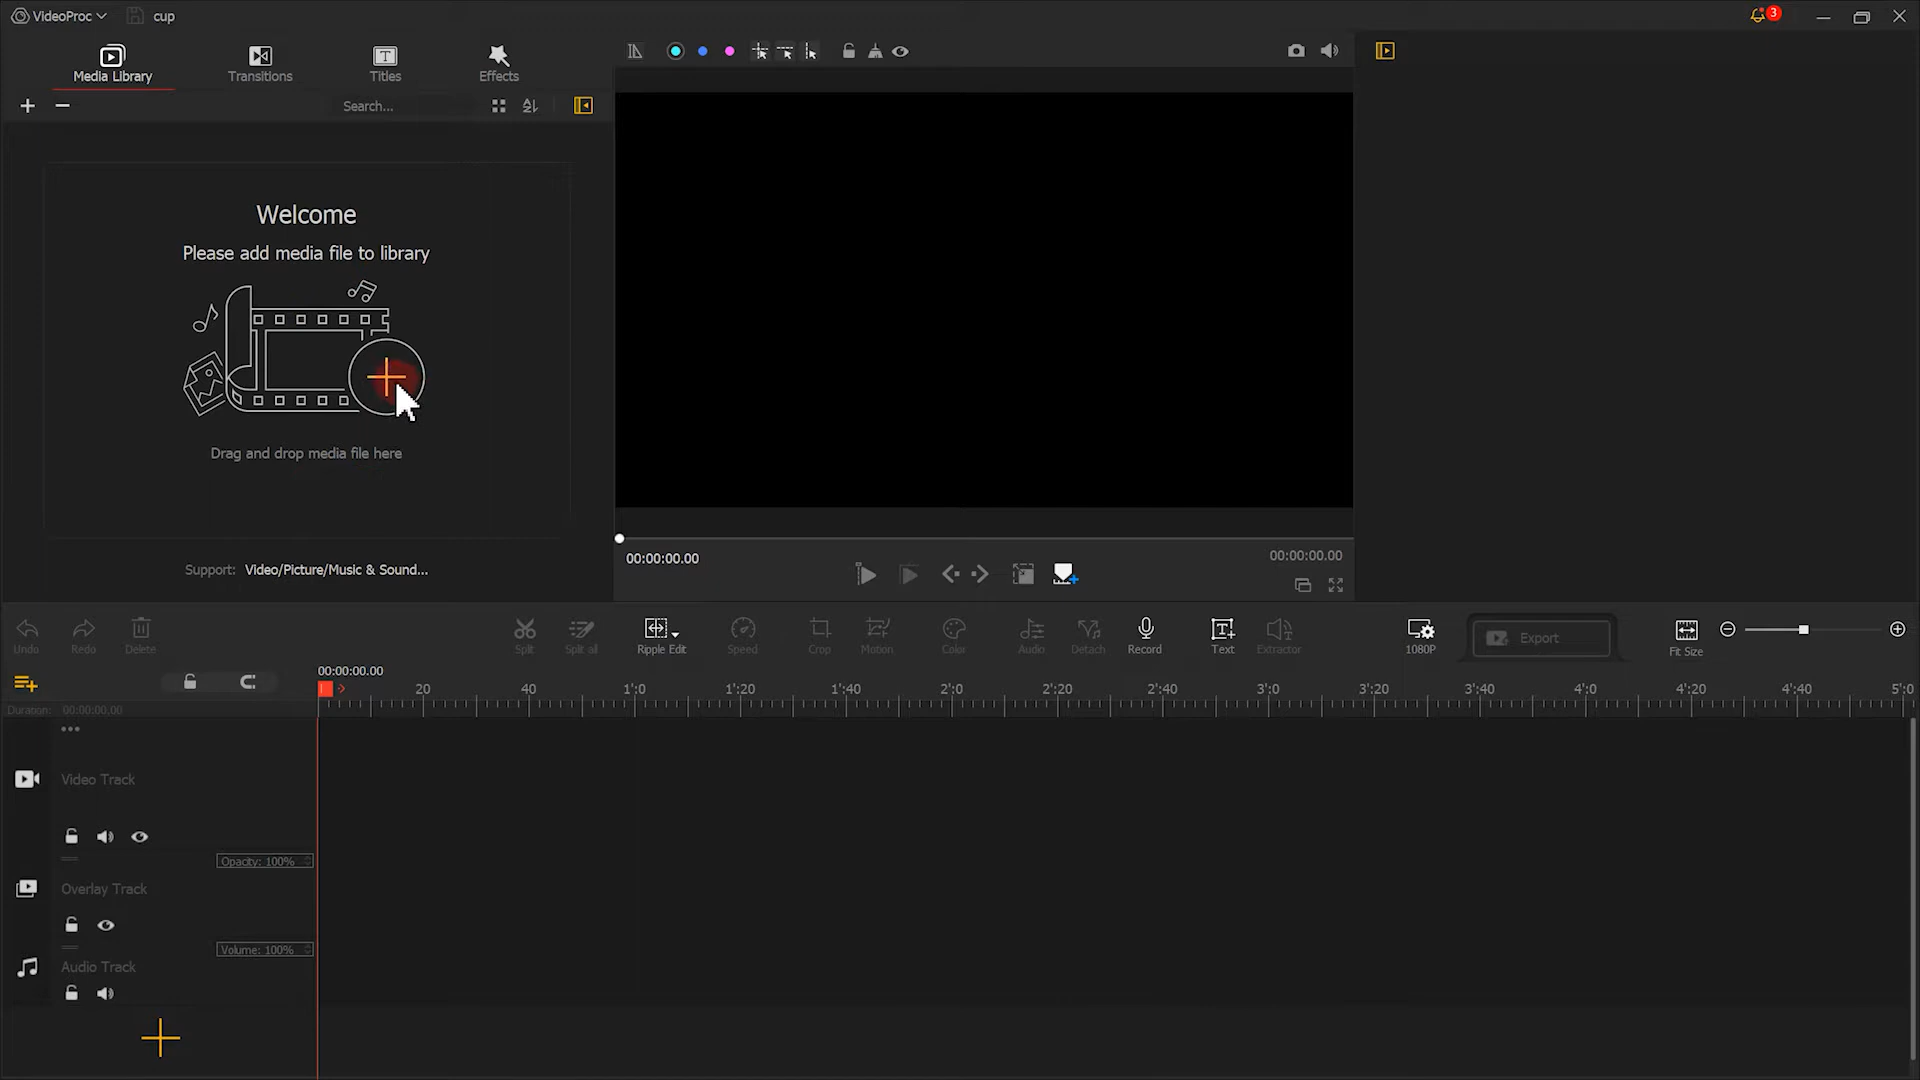 VideoProc
cup
3
Media Library
Transitions
Titles
Effects
Search...
Welcome
Please add media file to library
Drag and drop media file here
Support: Video/Picture/Music & Sound...
00:00:00.00
00:00:00.00
Undo
Redo
Delete
Split
Split all
Ripple Edit
Speed
Crop
Motion
Color
Audio
Detach
Record
Text
Extractor
1080P
Export
Fit Size
00:00:00.00
20
40
1':0
1':20
1':40
2':0
2':20
2':40
3':0
3':20
3':40
4':0
4':20
4':40
5':0
Duration: 00:00:00.00
Video Track
Opacity: 100%
Overlay Track
Volume: 100%
Audio Track